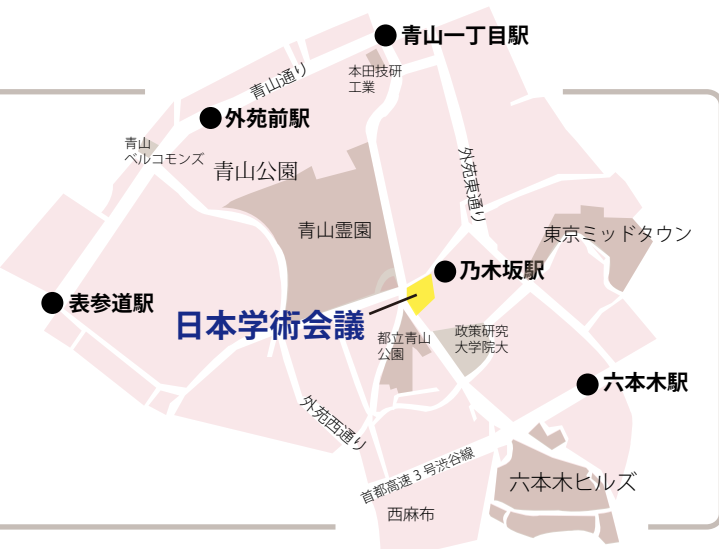 青山一丁目駅
本田技研
工業
青山通り
外苑前駅
青山
ベルコモンズ
青山公園
外苑東通り
青山霊園
東京ミッドタウン
乃木坂駅
表参道駅
日本学術会議
都立青山
公園
政策研究
大学院大
六本木駅
外苑西通り
首都高速3号渋谷線
六本木ヒルズ
西麻布